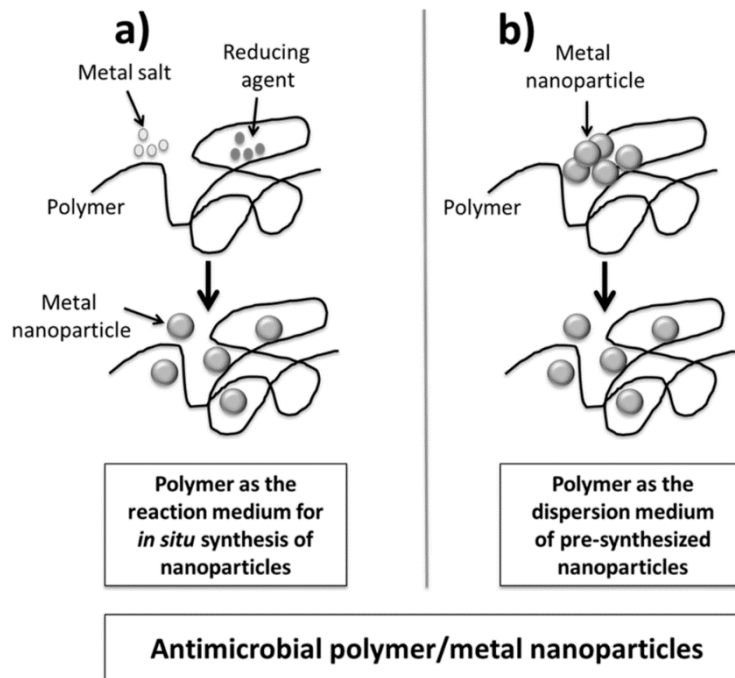 a)
Metal salt
Reducing
agent
Polymer
Metal
nanoparticle
Polymer as the
reaction medium for
in situ synthesis of
nanoparticles
b)
Metal
nanoparticle
Polymer
Polymer as the
dispersion medium
of pre-synthesized
nanoparticles
Antimicrobial polymer/metal nanoparticles